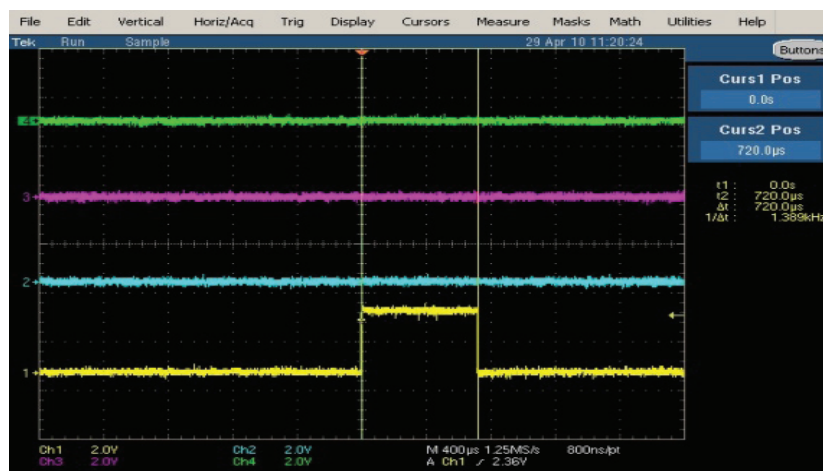 File Edit Vertical Horiz/Acq Trig Display Cursors Measure Masks Math Utilities Help
Tek Run Sample 29 Apr 10 11:20:24 Buttons
Curs1 Pos
0.0s
Curs2 Pos
720.0µs
t1 : 0.0s
t2 : 720.0µs
Δt : 720.0µs
1/Δt : 1.389kHz
4
3
2
1
Ch1 2.0V Ch2 2.0V M 400µs 1.25MS/s 800ns/pt
Ch3 2.0V Ch4 2.0V A Ch1 / 2.36V